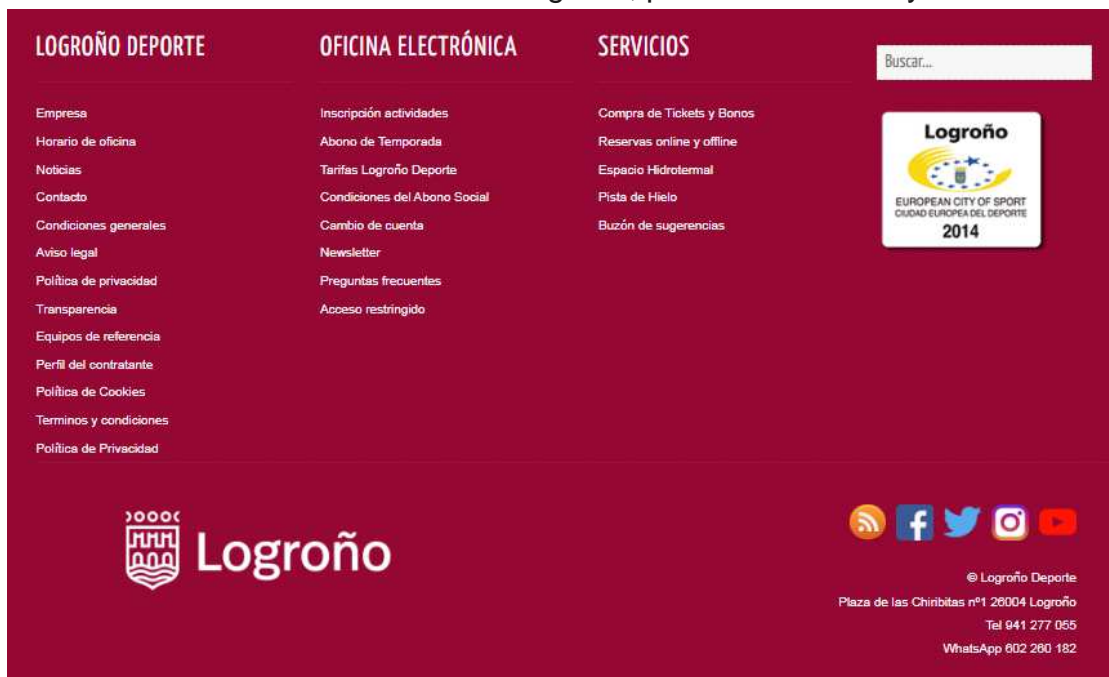 LOGROÑO DEPORTE
Empresa
Horario de oficina
Noticias
Contacto
Condiciones generales
Aviso legal
Política de privacidad
Transparencia
Equipos de referencia
Perfil del contratante
Política de Cookies
Terminos y condiciones
Política de Privacidad
OFICINA ELECTRÓNICA
Inscripción actividades
Abono de Temporada
Tarifas Logroño Deporte
Condiciones del Abono Social
Cambio de cuenta
Newsletter
Preguntas frecuentes
Acceso restringido
SERVICIOS
Compra de Tickets y Bonos
Reservas online y offline
Espacio Hidrotermal
Pista de Hielo
Buzón de sugerencias
Buscar...
Logroño
EUROPEAN CITY OF SPORT
CIUDAD EUROPEA DEL DEPORTE
2014
Logroño
© Logroño Deporte
Plaza de las Chiribitas nº1 26004 Logroño
Tel 941 277 055
WhatsApp 602 260 182